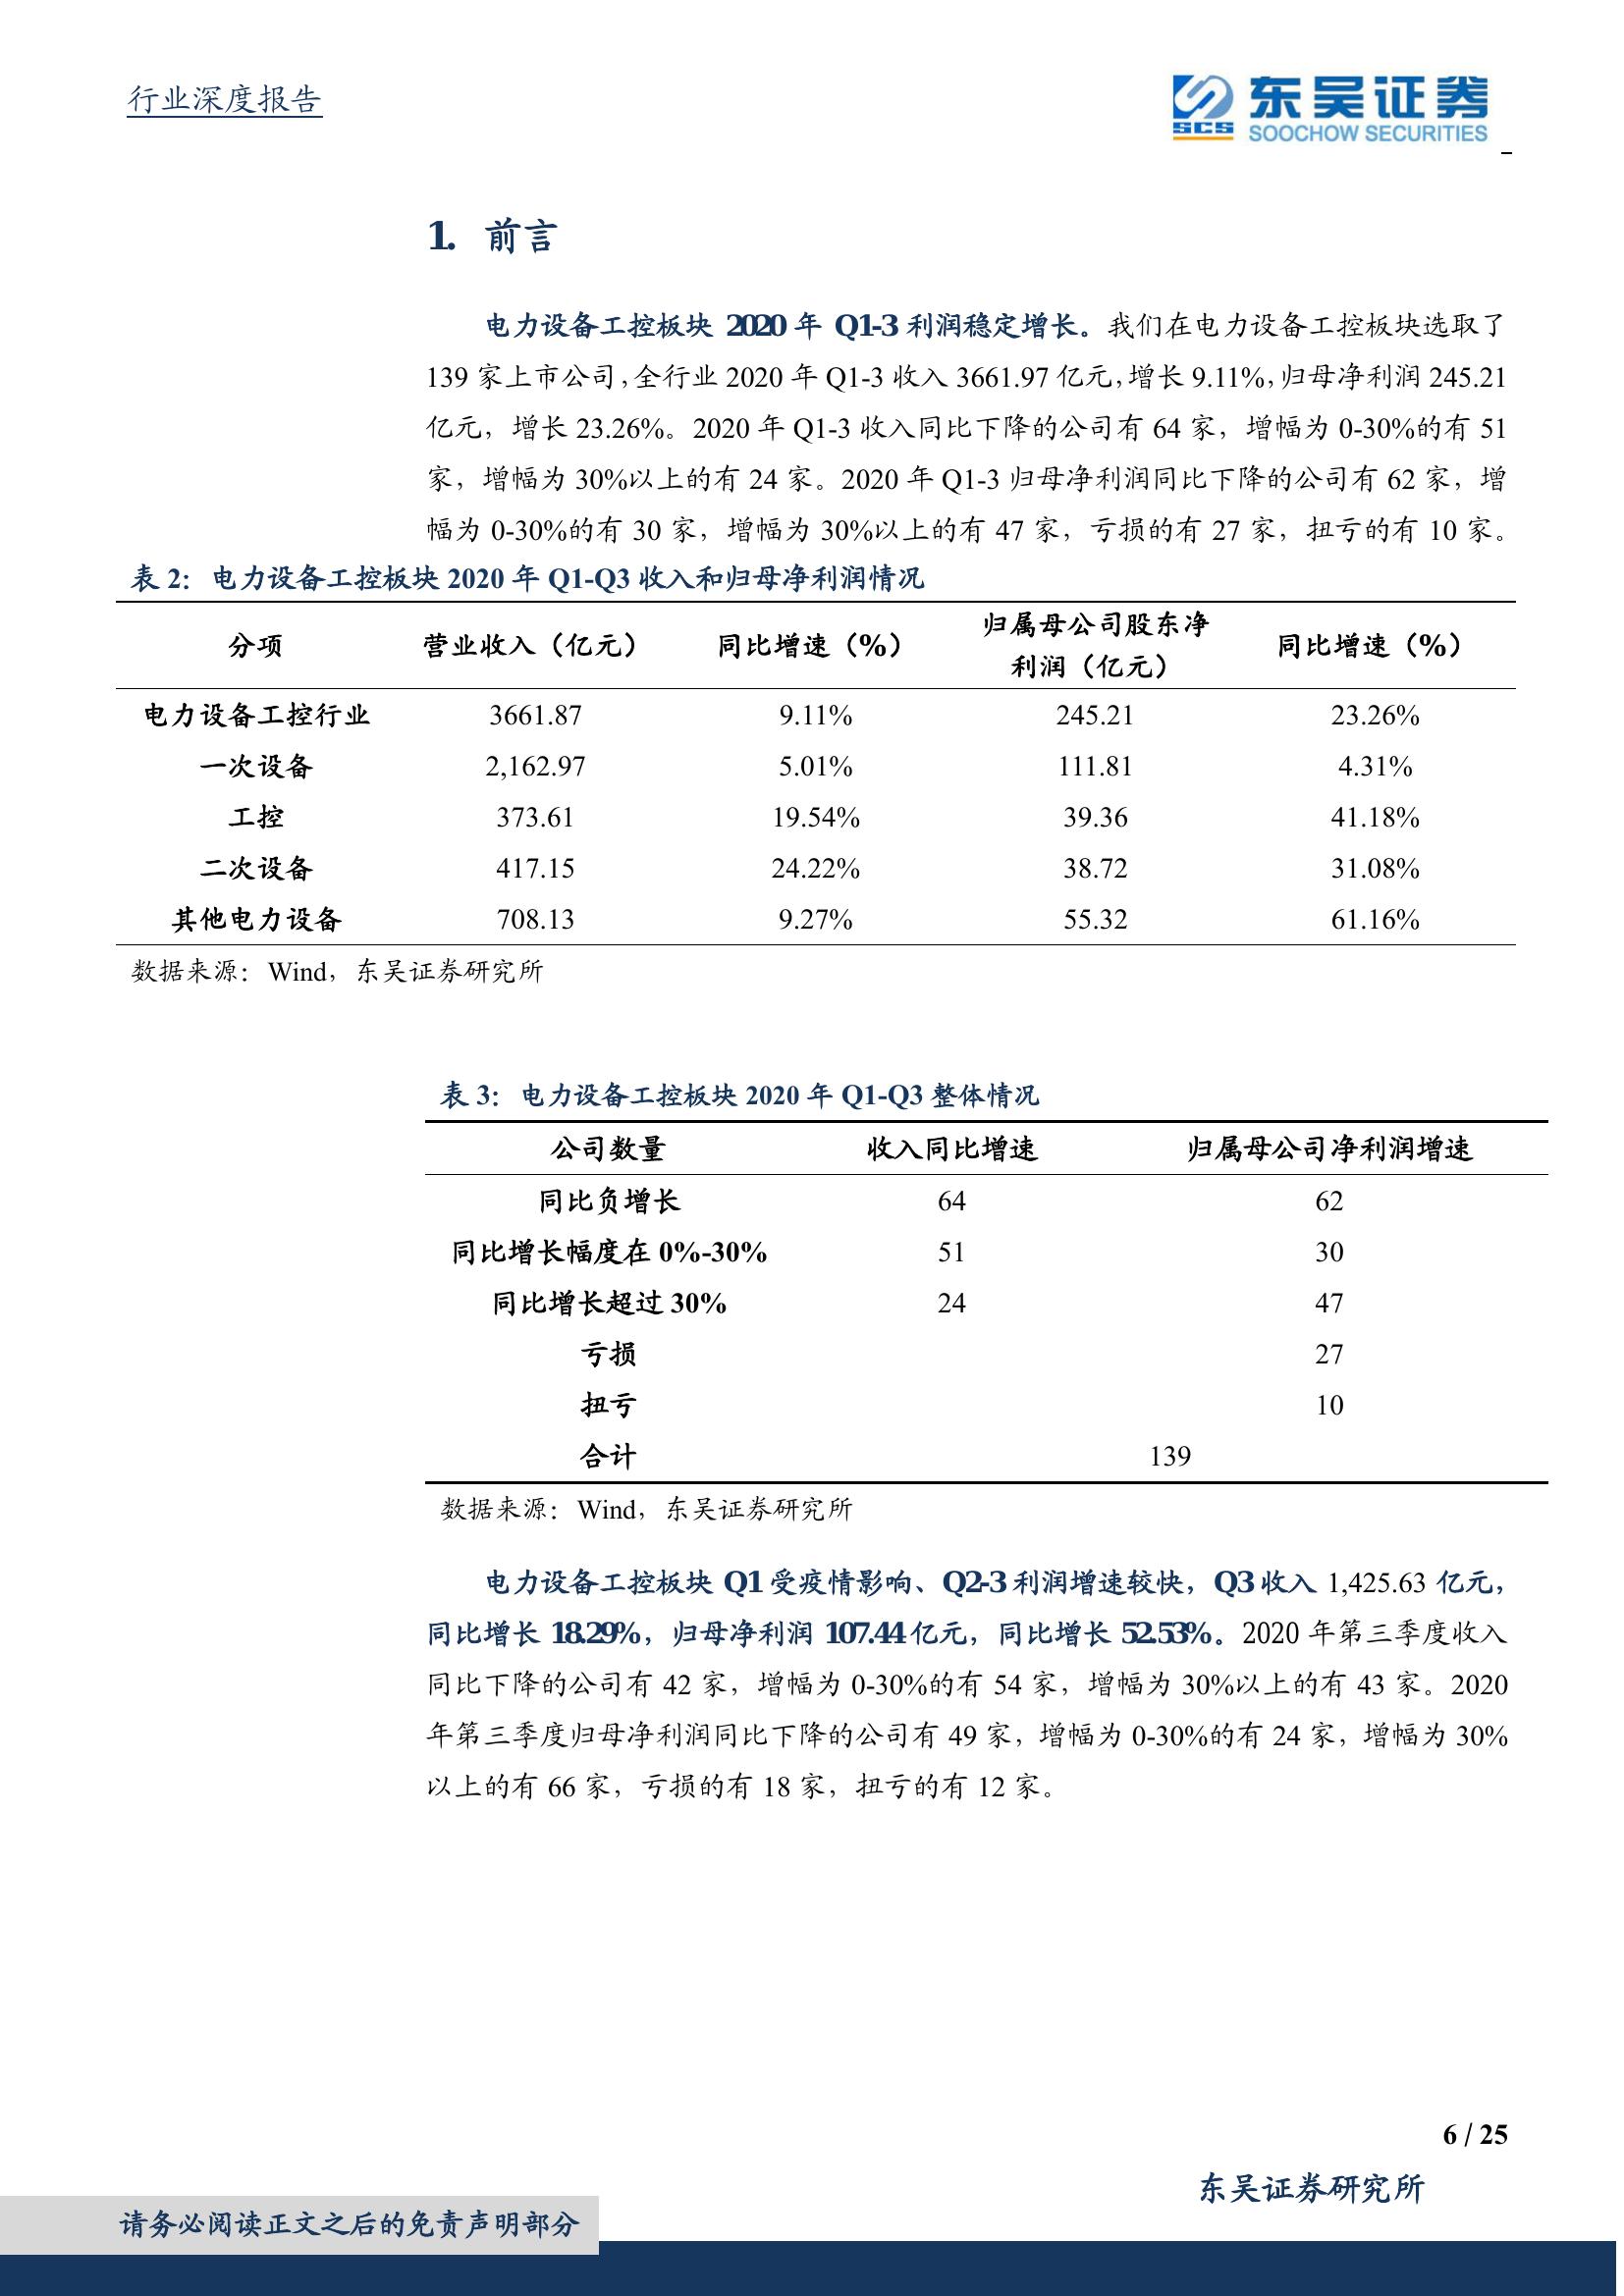 行业深度报告
SCS 东吴证券
SOOCHOW SECURITIES
1. 前言
电力设备工控板块 2020 年 Q1-3 利润稳定增长。我们在电力设备工控板块选取了
139 家上市公司,全行业 2020 年 Q1-3 收入 3661.97 亿元,增长 9.11%,归母净利润 245.21
亿元，增长 23.26%。2020 年 Q1-3 收入同比下降的公司有 64 家，增幅为 0-30%的有 51
家，增幅为 30%以上的有 24 家。2020 年 Q1-3 归母净利润同比下降的公司有 62 家，增
幅为 0-30%的有 30 家，增幅为 30%以上的有 47 家，亏损的有 27 家，扭亏的有 10 家。
表 2：电力设备工控板块 2020 年 Q1-Q3 收入和归母净利润情况
分项 营业收入（亿元） 同比增速（%） 归属母公司股东净利润（亿元） 同比增速（%）
电力设备工控行业 3661.87 9.11% 245.21 23.26%
一次设备 2,162.97 5.01% 111.81 4.31%
工控 373.61 19.54% 39.36 41.18%
二次设备 417.15 24.22% 38.72 31.08%
其他电力设备 708.13 9.27% 55.32 61.16%
数据来源：Wind，东吴证券研究所
表 3：电力设备工控板块 2020 年 Q1-Q3 整体情况
公司数量 收入同比增速 归属母公司净利润增速
同比负增长 64 62
同比增长幅度在 0%-30% 51 30
同比增长超过 30% 24 47
亏损 27
扭亏 10
合计 139
数据来源：Wind，东吴证券研究所
电力设备工控板块 Q1 受疫情影响、Q2-3 利润增速较快，Q3 收入 1,425.63 亿元，
同比增长 18.29%，归母净利润 107.44 亿元，同比增长 52.53%。2020 年第三季度收入
同比下降的公司有 42 家，增幅为 0-30%的有 54 家，增幅为 30%以上的有 43 家。2020
年第三季度归母净利润同比下降的公司有 49 家，增幅为 0-30%的有 24 家，增幅为 30%
以上的有 66 家，亏损的有 18 家，扭亏的有 12 家。
6 / 25
东吴证券研究所
请务必阅读正文之后的免责声明部分